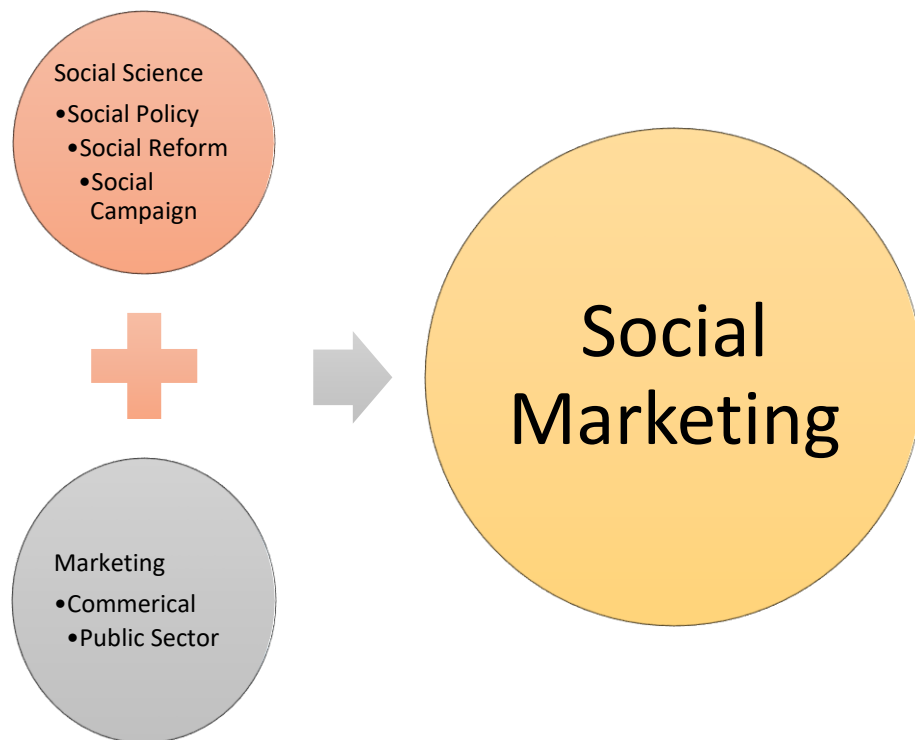 Social Science
•Social Policy
•Social Reform
•Social
Campaign
Social
Marketing
Marketing
•Commerical
•Public Sector